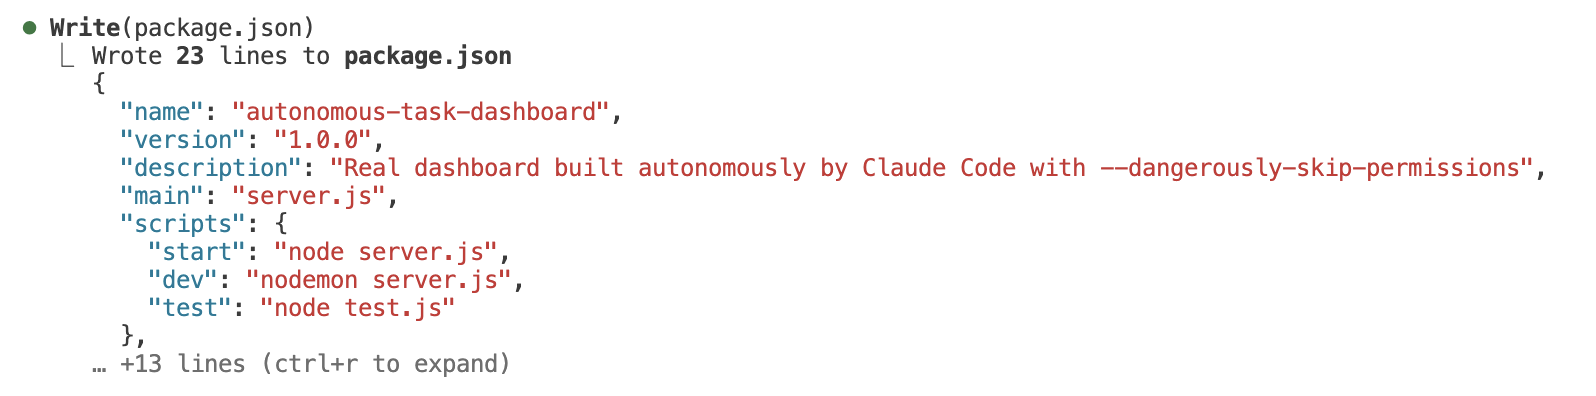 ● Write(package.json)
⎿ Wrote 23 lines to package.json
{
"name": "autonomous-task-dashboard",
"version": "1.0.0",
"description": "Real dashboard built autonomously by Claude Code with --dangerously-skip-permissions",
"main": "server.js",
"scripts": {
"start": "node server.js",
"dev": "nodemon server.js",
"test": "node test.js"
},
… +13 lines (ctrl+r to expand)